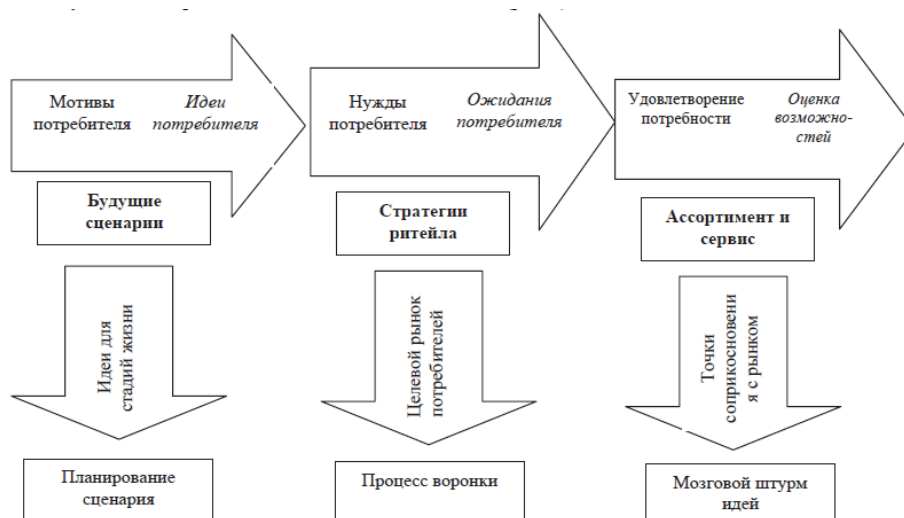 Мотивы
потребителя
Идеи
потребителя
Нужды
потребителя
Ожидания
потребителя
Удовлетворение
потребности
Оценка
возможно-
стей
Будущие
сценарии
Стратегии
ритейла
Ассортимент и
сервис
Идеи для
стадий жизни
Целевой рынок
потребителей
Точки
соприкосновени
я с рынком
Планирование
сценария
Процесс воронки
Мозговой штурм
идей